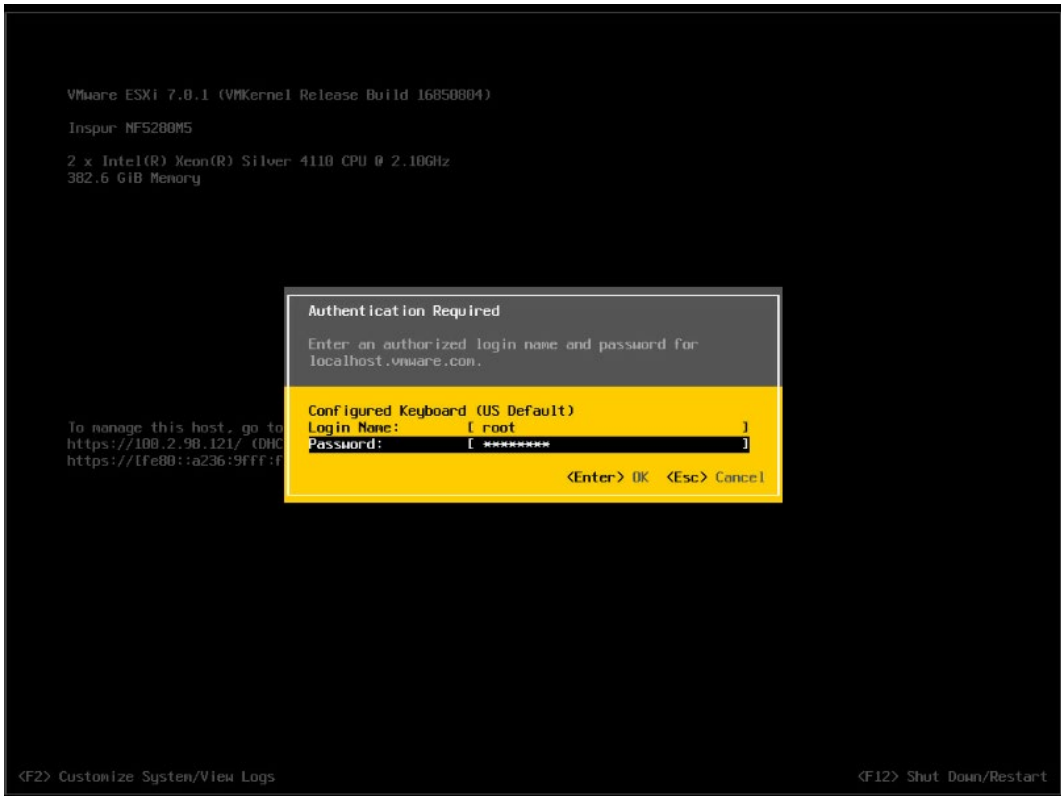 VMware ESXi 7.0.1 (VMKernel Release Build 16850804)
Inspur NF5280M5
2 x Intel(R) Xeon(R) Silver 4110 CPU @ 2.10GHz
382.6 GiB Memory
Authentication Required
Enter an authorized login name and password for
localhost.vmware.com.
Configured Keyboard (US Default)
Login Name: [ root ]
Password: [ ******** ]
<Enter> OK <Esc> Cancel
To manage this host, go to
https://100.2.98.121/ (DHC
https://[fe80::a236:9fff:f
<F2> Customize System/View Logs
<F12> Shut Down/Restart